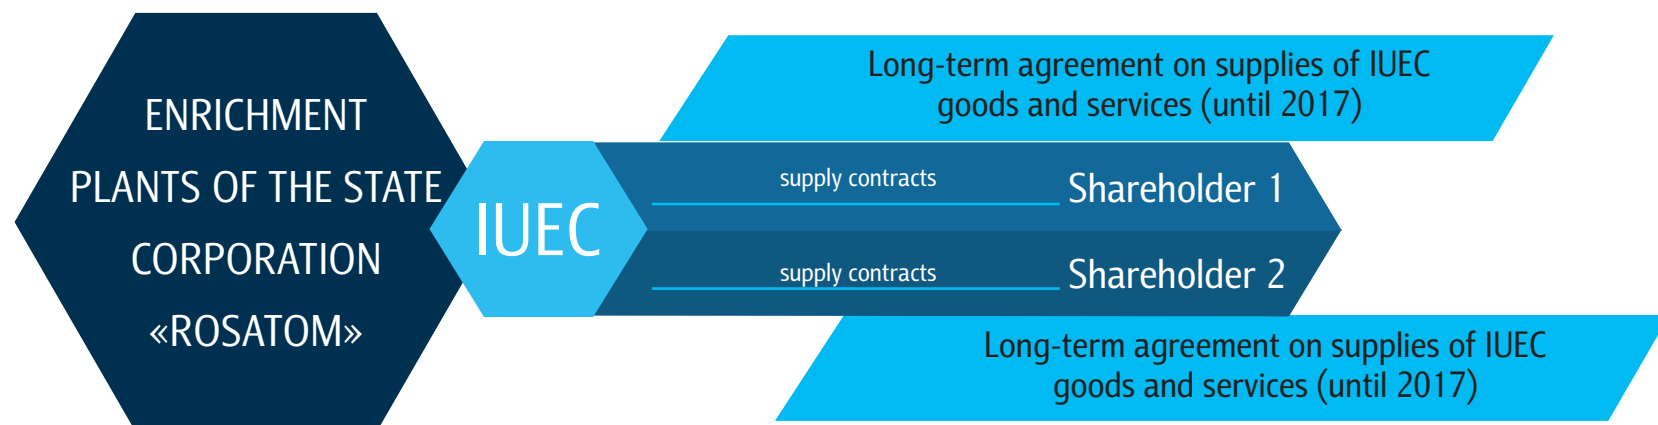 ENRICHMENT
PLANTS OF THE STATE
CORPORATION
«ROSATOM»
IUEC
Long-term agreement on supplies of IUEC
goods and services (until 2017)
supply contracts
Shareholder 1
supply contracts
Shareholder 2
Long-term agreement on supplies of IUEC
goods and services (until 2017)